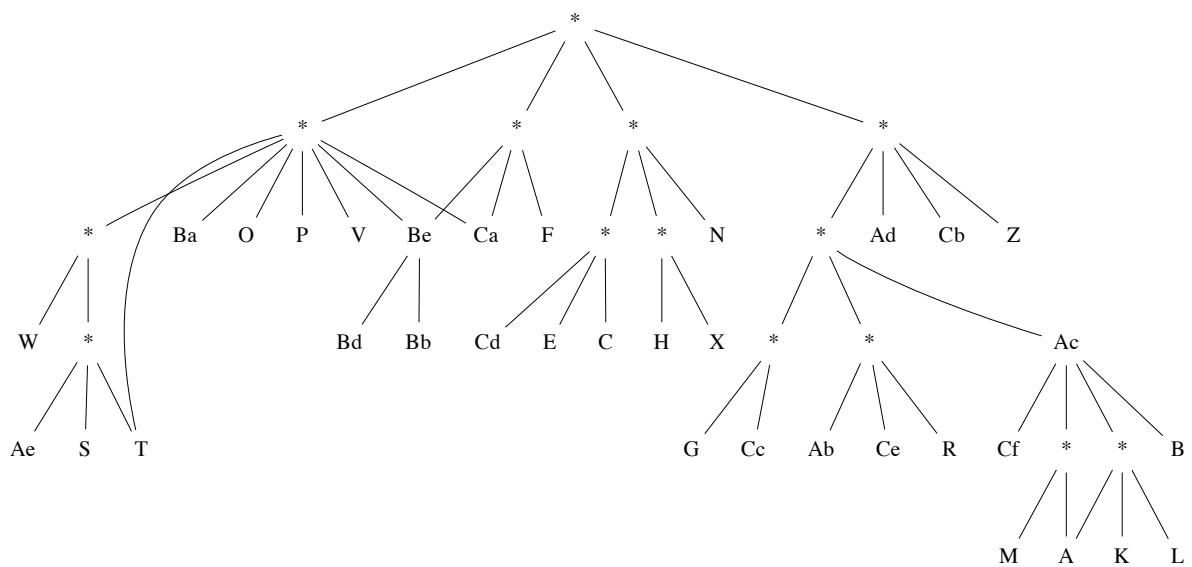 *
* * * *
* Ba O P V Be Ca F * * N * Ad Cb Z
W * Bd Bb Cd E C H X * * Ac
Ae S T G Cc Ab Ce R Cf * * B
M A K L